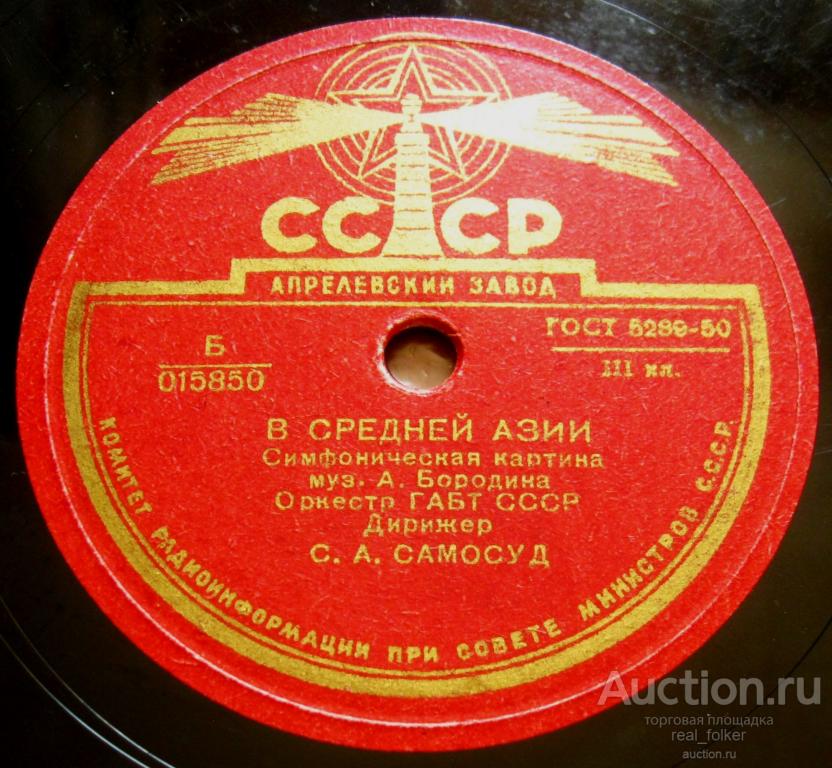 СССР
АПРЕЛЕВСКИЙ ЗАВОД
Б
015850
ГОСТ 5289-50
III кл.
В СРЕДНЕЙ АЗИИ
Симфоническая картина
муз. А. Бородина
Оркестр ГАБТ СССР
Дирижер
С. А. САМОСУД
КОМИТЕТ РАДИОИНФОРМАЦИИ ПРИ СОВЕТЕ МИНИСТРОВ С.С.С.Р.
Auction.ru
торговая площадка
real_folker
auction.ru